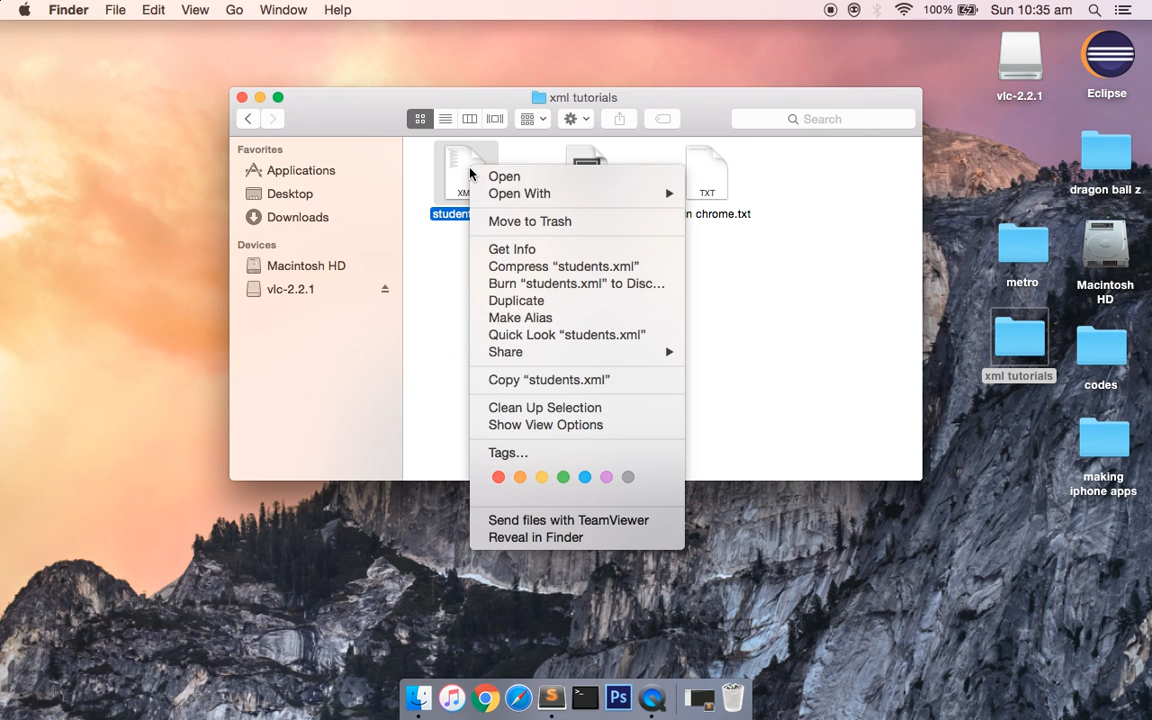 Finder File Edit View Go Window Help 100% Sun 10:35 am
vlc-2.2.1
Eclipse
xml tutorials
Search
Favorites
Applications
Desktop
Downloads
Devices
Macintosh HD
vlc-2.2.1
XM
TXT
student
n chrome.txt
Open
Open With
Move to Trash
Get Info
Compress “students.xml”
Burn “students.xml” to Disc...
Duplicate
Make Alias
Quick Look “students.xml”
Share
Copy “students.xml”
Clean Up Selection
Show View Options
Tags...
Send files with TeamViewer
Reveal in Finder
dragon ball z
metro
Macintosh
HD
xml tutorials
codes
making
iphone apps
S
Ps